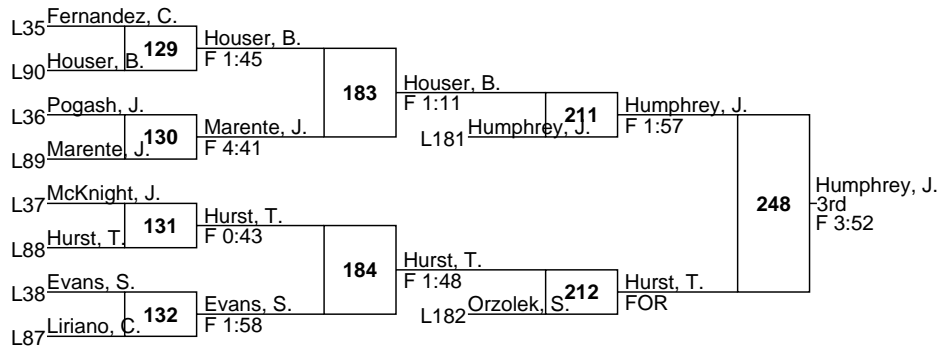 Fernandez, C.
L35
129
Houser, B.
F 1:45
L90
Houser, B.
183
Houser, B.
F 1:11
Pogash, J.
L36
130
Marente, J.
F 4:41
L89
Marente, J.
211
Humphrey, J.
F 1:57
L181
Humphrey, J.
McKnight, J.
L37
131
Hurst, T.
F 0:43
L88
Hurst, T.
248
Humphrey, J.
3rd
F 3:52
184
Hurst, T.
F 1:48
Evans, S.
L38
132
Evans, S.
F 1:58
L87
Liriano, C.
212
Hurst, T.
FOR
L182
Orzolek, S.